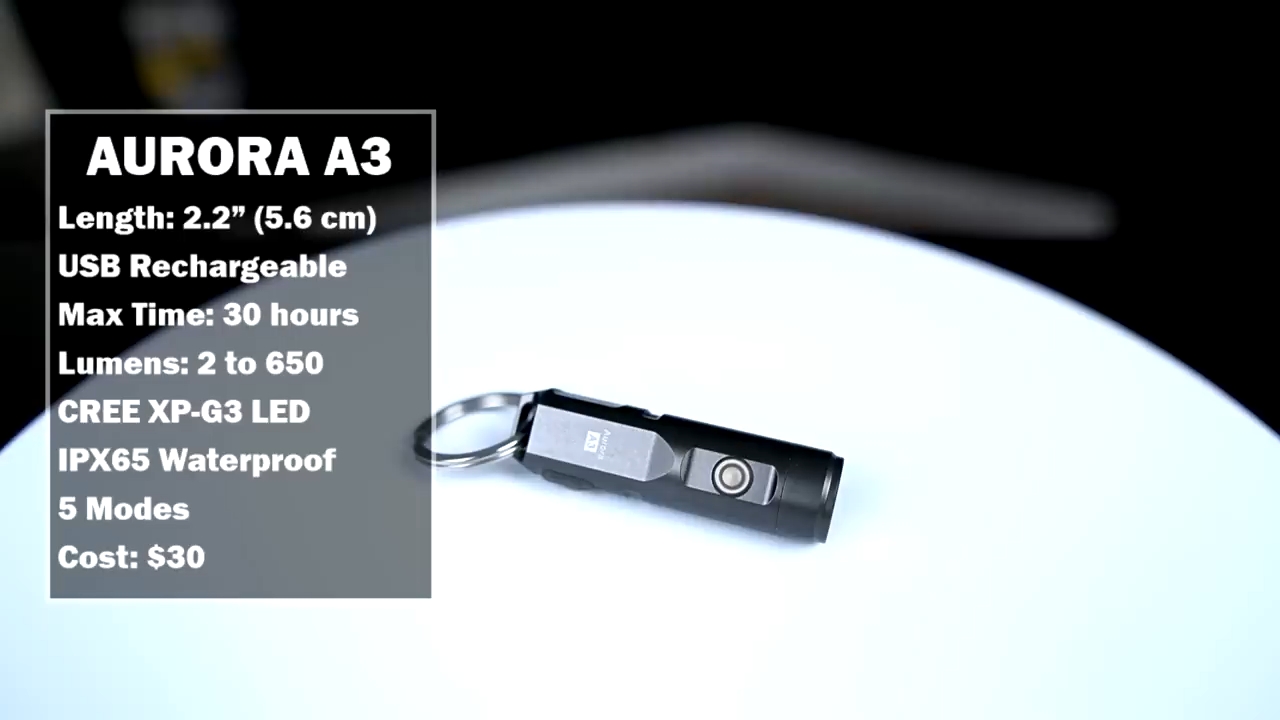 AURORA A3
Length: 2.2” (5.6 cm)
USB Rechargeable
Max Time: 30 hours
Lumens: 2 to 650
CREE XP-G3 LED
IPX65 Waterproof
5 Modes
Cost: $30